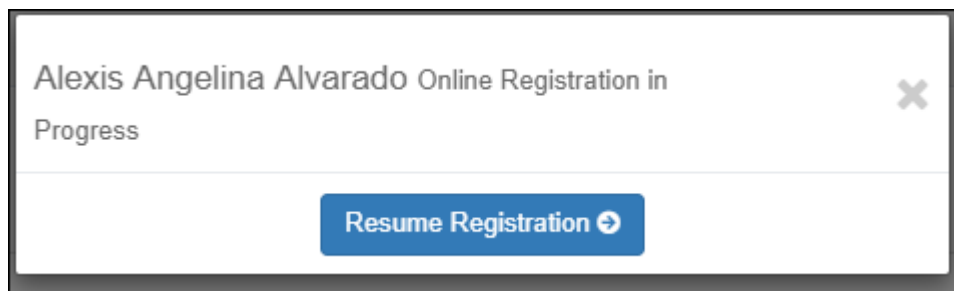 Alexis Angelina Alvarado Online Registration in
Progress
Resume Registration